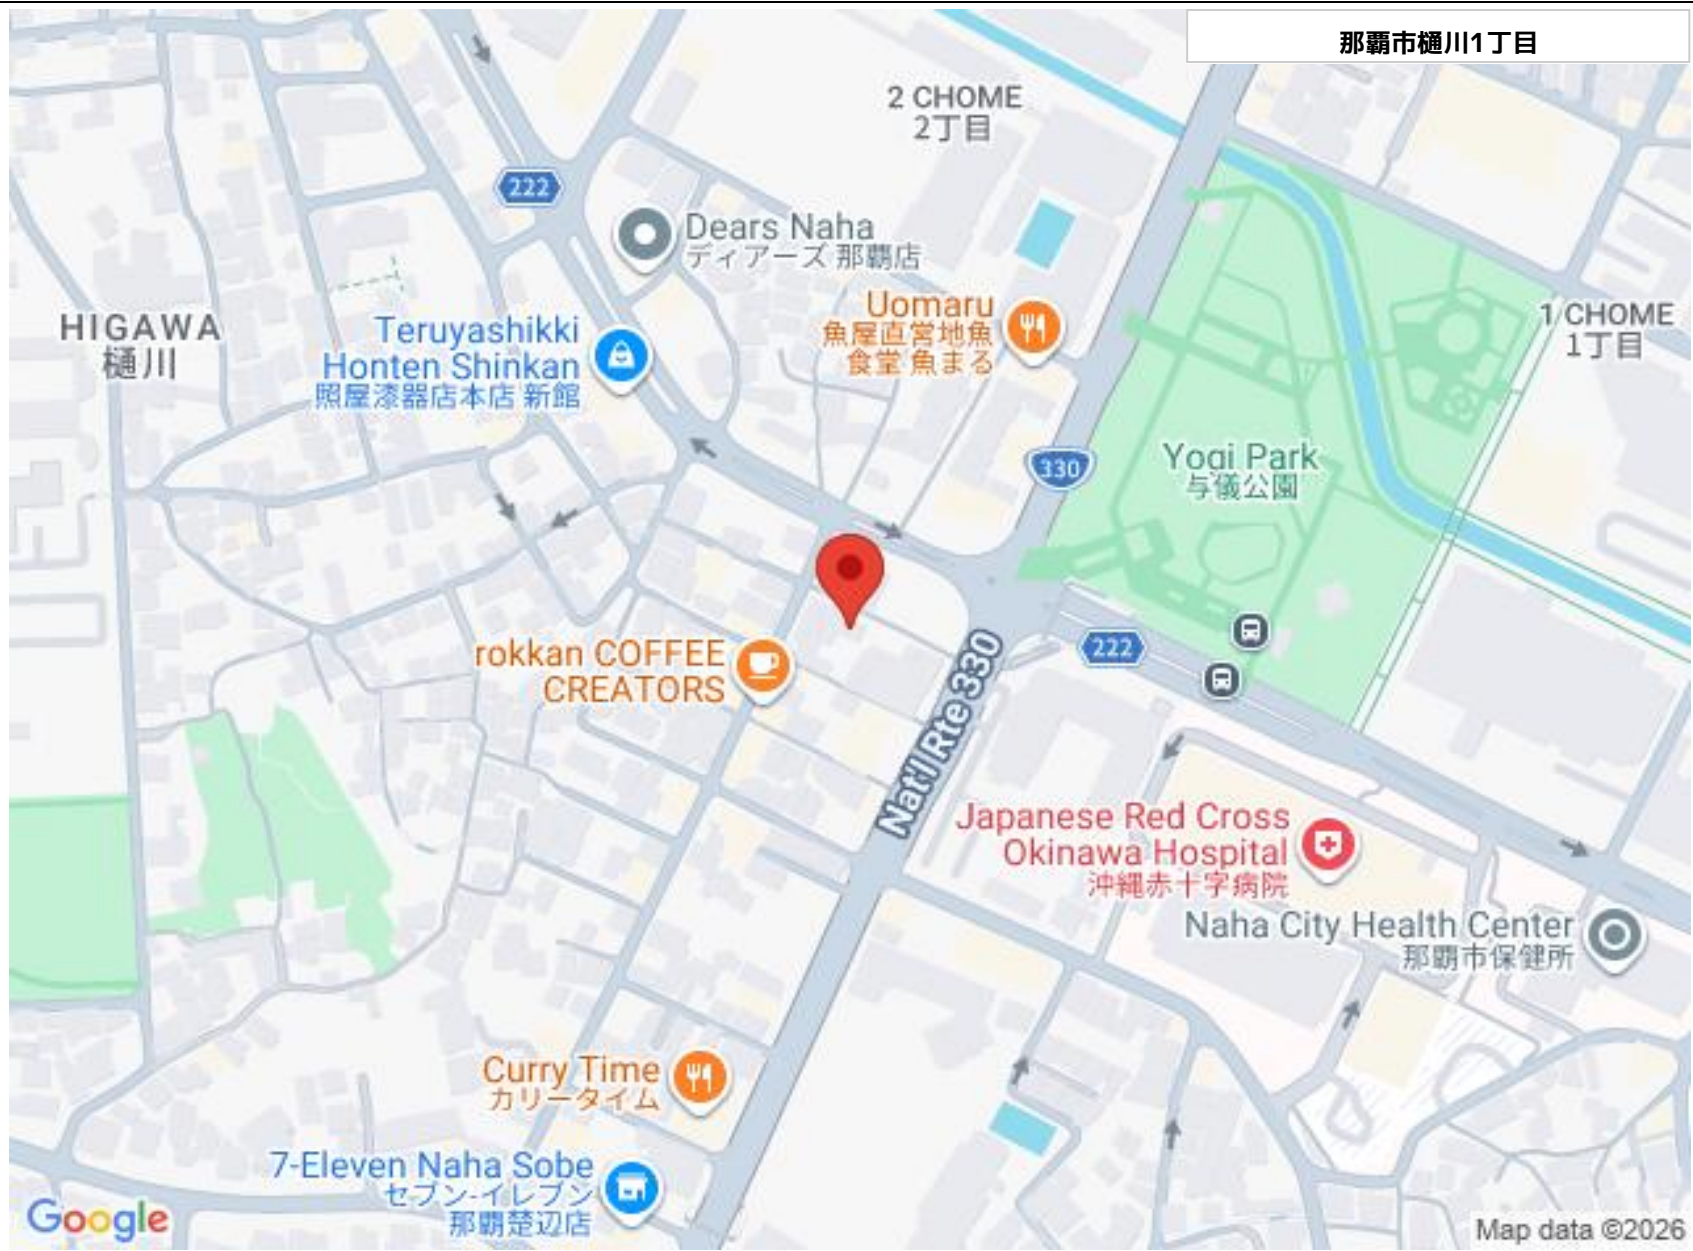 那覇市樋川1丁目
2 CHOME
2丁目
222
Dears Naha
ディアーズ 那覇店
Uomaru
魚屋直営地魚
食堂 魚まる
1 CHOME
1丁目
HIGAWA
樋川
Teruyashikki
Honten Shinkan
照屋漆器店本店 新館
330
Yogi Park
与儀公園
rokkan COFFEE
CREATORS
222
Nat'l Rte 330
Japanese Red Cross
Okinawa Hospital
沖縄赤十字病院
Naha City Health Center
那覇市保健所
Curry Time
カリータイム
7-Eleven Naha Sobe
セブン-イレブン
那覇楚辺店
Google
Map data ©2026